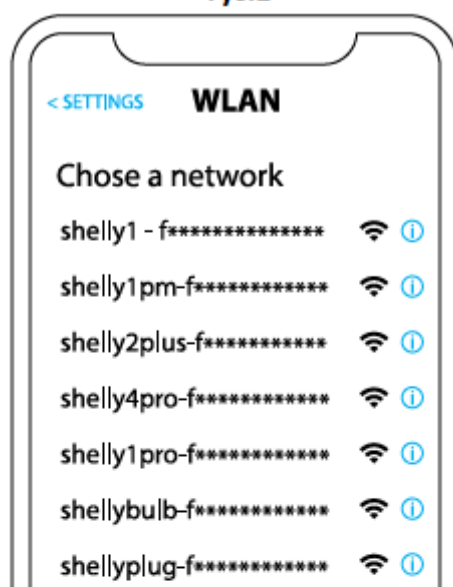 < SETTINGS WLAN
Chose a network
shelly1 - f**************
shelly1pm-f************
shelly2plus-f***********
shelly4pro-f************
shelly1pro-f************
shellybulb-f************
shellyplug-f************